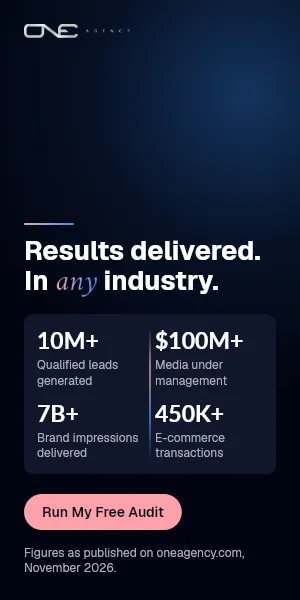 ONE AGENCY
Results delivered.
In any industry.
10M+
Qualified leads
generated
$100M+
Media under
management
7B+
Brand impressions
delivered
450K+
E-commerce
transactions
Run My Free Audit
Figures as published on oneagency.com,
November 2026.